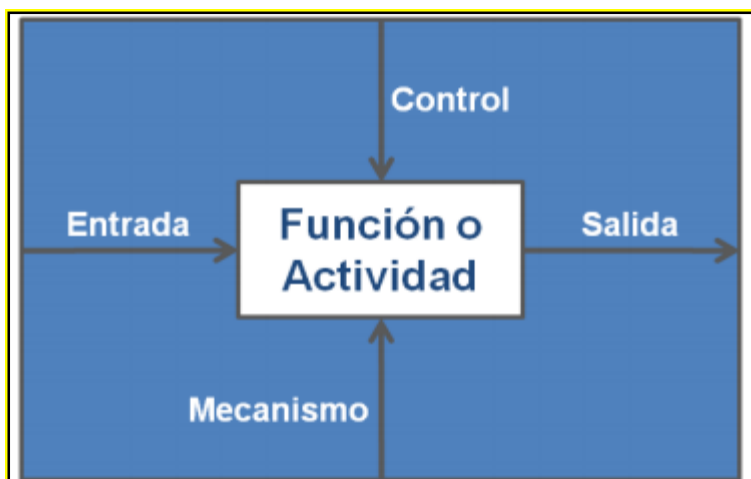 Control
Entrada
Función o
Actividad
Salida
Mecanismo